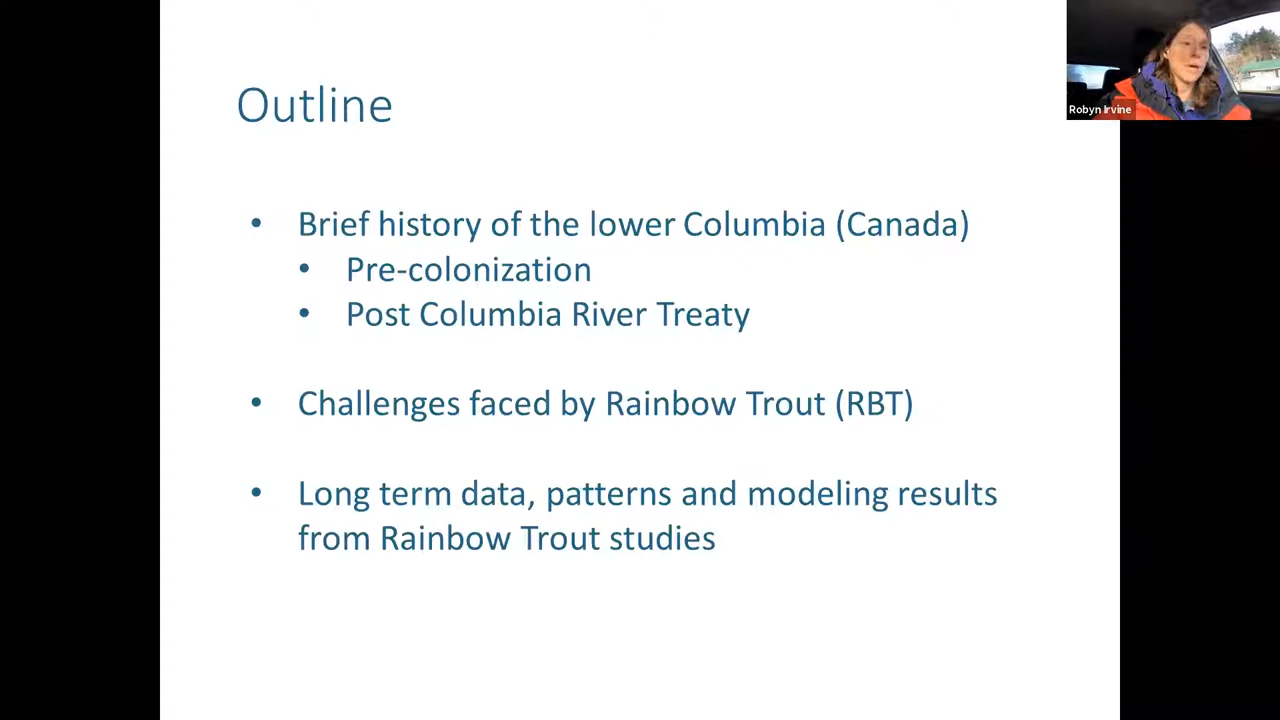 Outline
Robyn Irvine
• Brief history of the lower Columbia (Canada)
• Pre-colonization
• Post Columbia River Treaty
• Challenges faced by Rainbow Trout (RBT)
• Long term data, patterns and modeling results
from Rainbow Trout studies